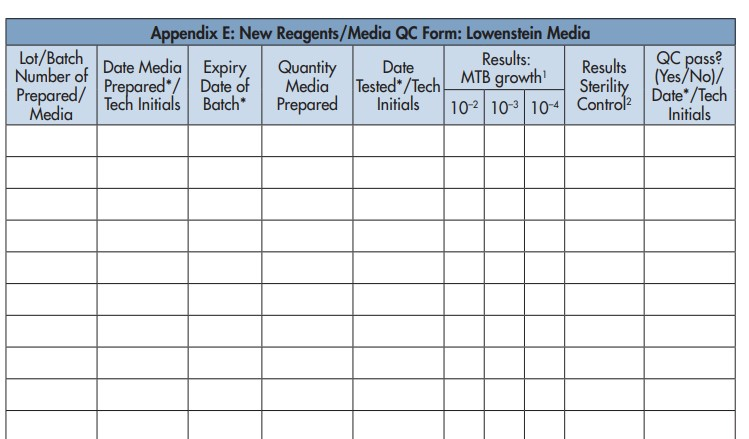 Appendix E: New Reagents/Media QC Form: Lowenstein Media
Lot/Batch
Number of
Prepared/
Media
Date Media
Prepared*/
Tech Initials
Expiry
Date of
Batch*
Quantity
Media
Prepared
Date
Tested*/Tech
Initials
Results:
MTB growth¹
10⁻² 10⁻³ 10⁻⁴
Results
Sterility
Control²
QC pass?
(Yes/No)/
Date*/Tech
Initials